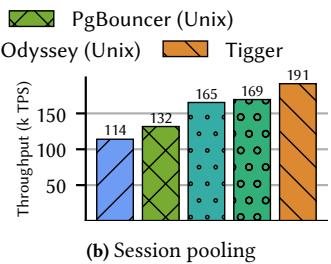 PgBouncer (Unix)
Odyssey (Unix) Tigger
191
165 169
132
114
150
100
50
Throughput (k TPS)
(b) Session pooling